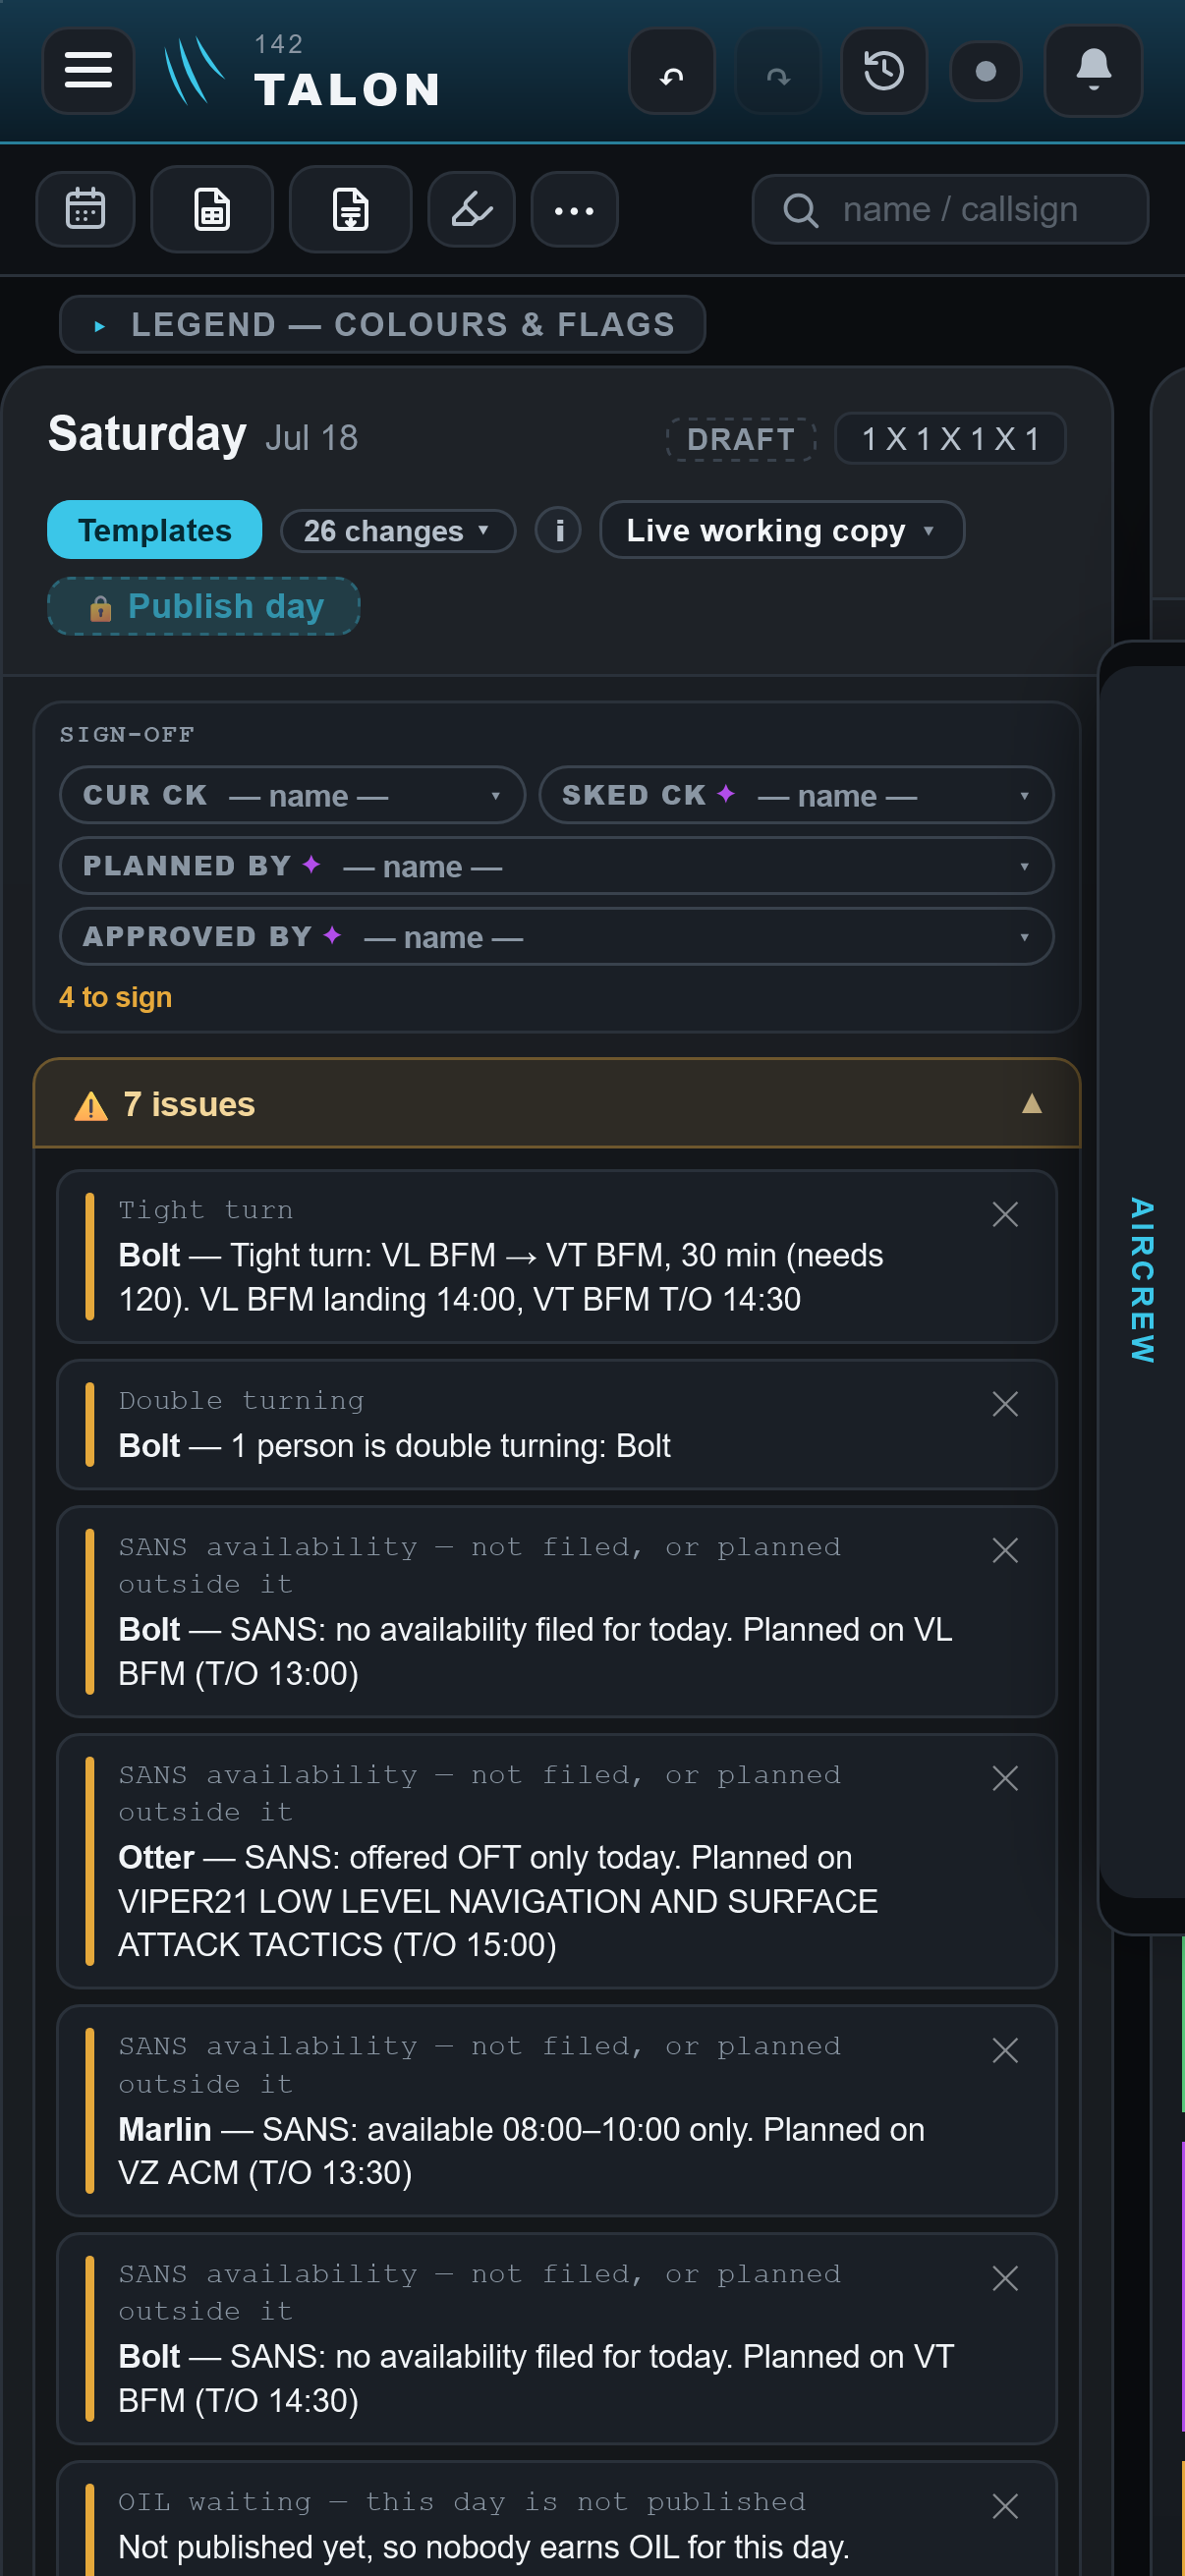 142
TALON
name / callsign
LEGEND — COLOURS & FLAGS
Saturday Jul 18
DRAFT
1 X 1 X 1 X 1
Templates
26 changes
i
Live working copy
Publish day
SIGN-OFF
CUR CK — name —
SKED CK — name —
PLANNED BY — name —
APPROVED BY — name —
4 to sign
7 issues
Tight turn
Bolt — Tight turn: VL BFM → VT BFM, 30 min (needs
120). VL BFM landing 14:00, VT BFM T/O 14:30
Double turning
Bolt — 1 person is double turning: Bolt
SANS availability — not filed, or planned
outside it
Bolt — SANS: no availability filed for today. Planned on VL
BFM (T/O 13:00)
SANS availability — not filed, or planned
outside it
Otter — SANS: offered OFT only today. Planned on
VIPER21 LOW LEVEL NAVIGATION AND SURFACE
ATTACK TACTICS (T/O 15:00)
SANS availability — not filed, or planned
outside it
Marlin — SANS: available 08:00–10:00 only. Planned on
VZ ACM (T/O 13:30)
SANS availability — not filed, or planned
outside it
Bolt — SANS: no availability filed for today. Planned on VT
BFM (T/O 14:30)
OIL waiting — this day is not published
Not published yet, so nobody earns OIL for this day.
AIRCREW